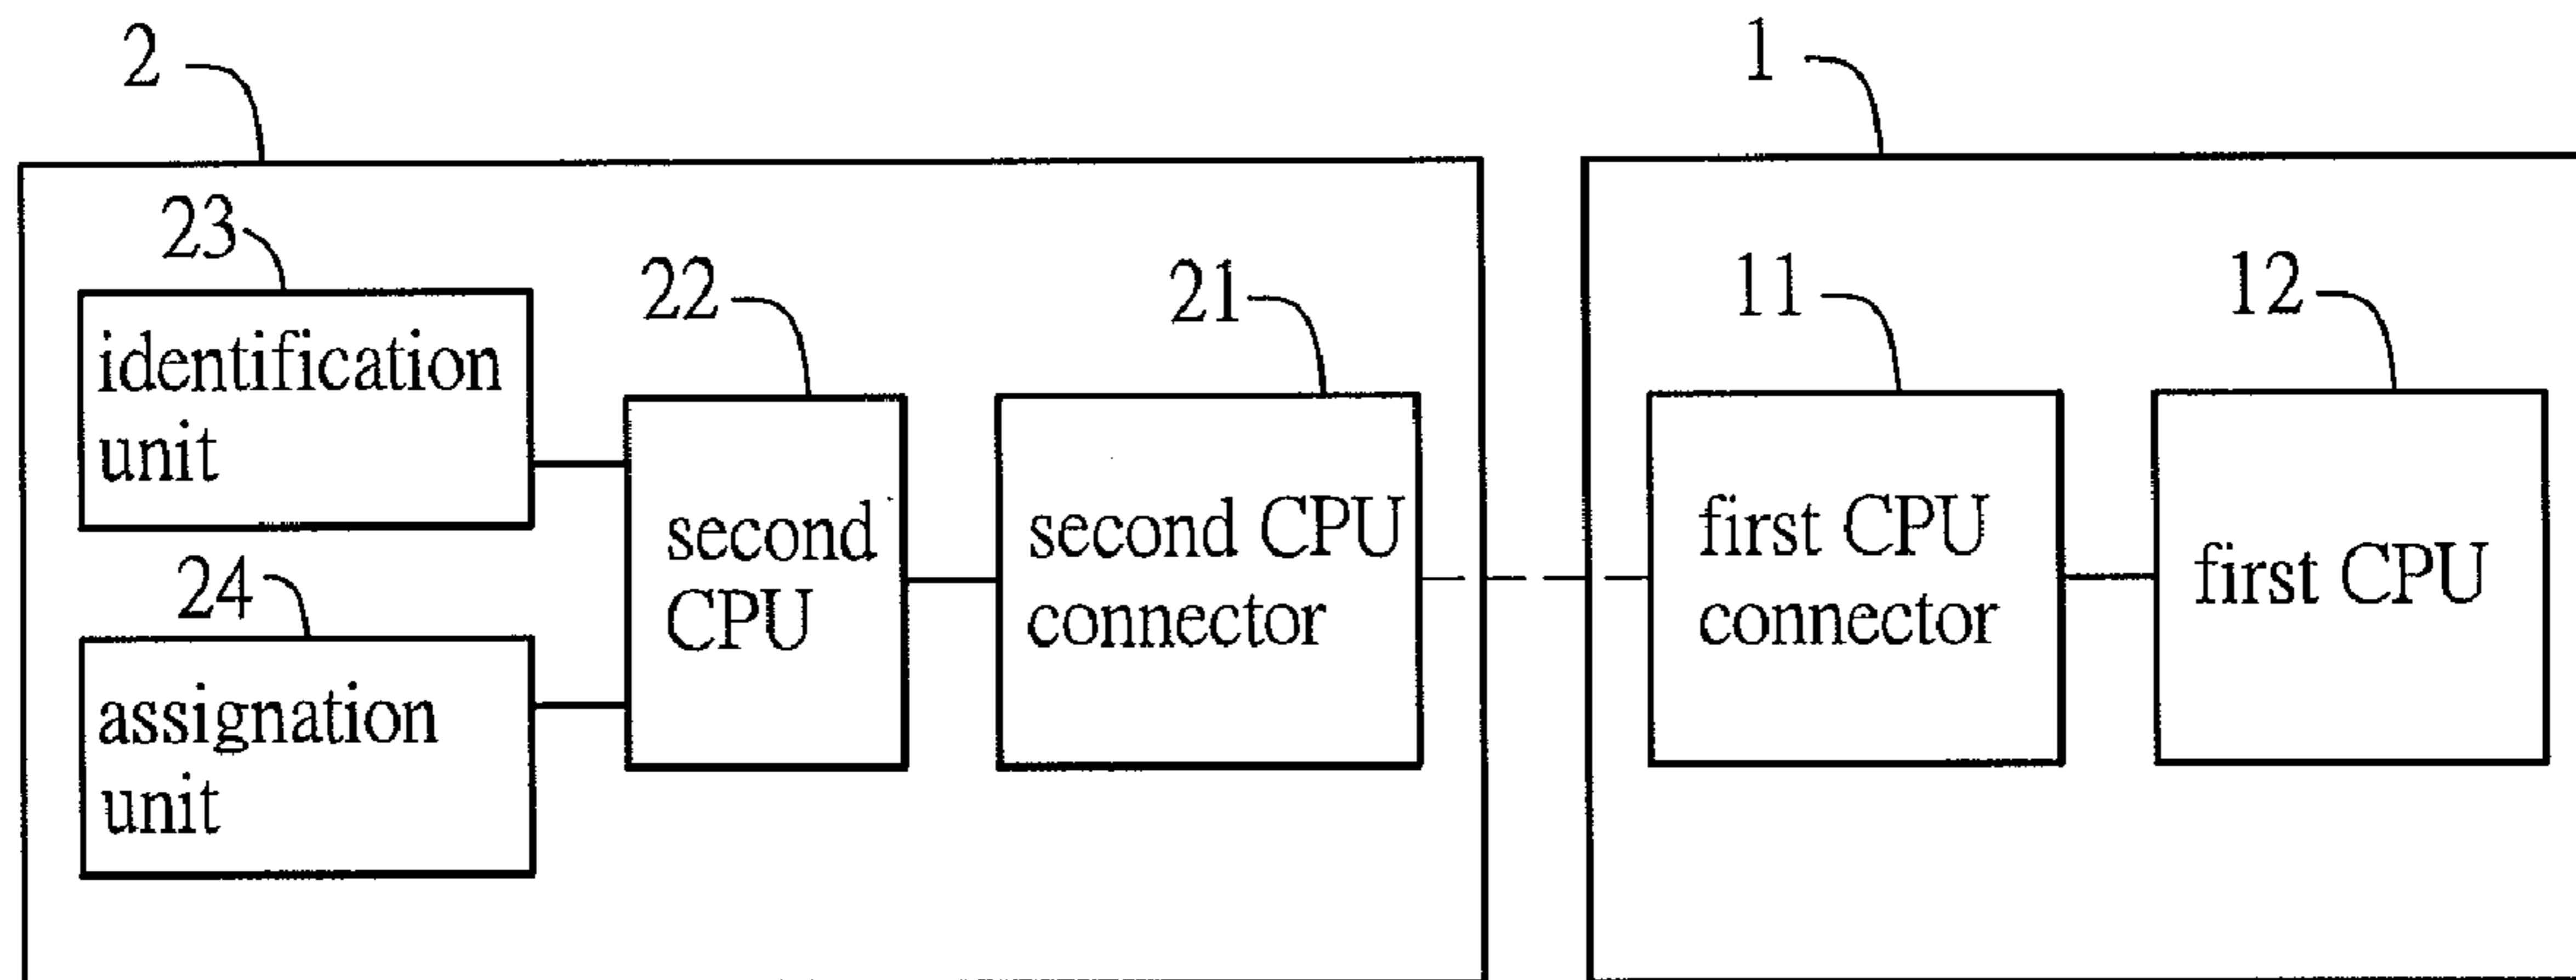 2
1
23
identification
unit
22
second
CPU
21
second CPU
connector
11
first CPU
connector
12
first CPU
24
assignation
unit